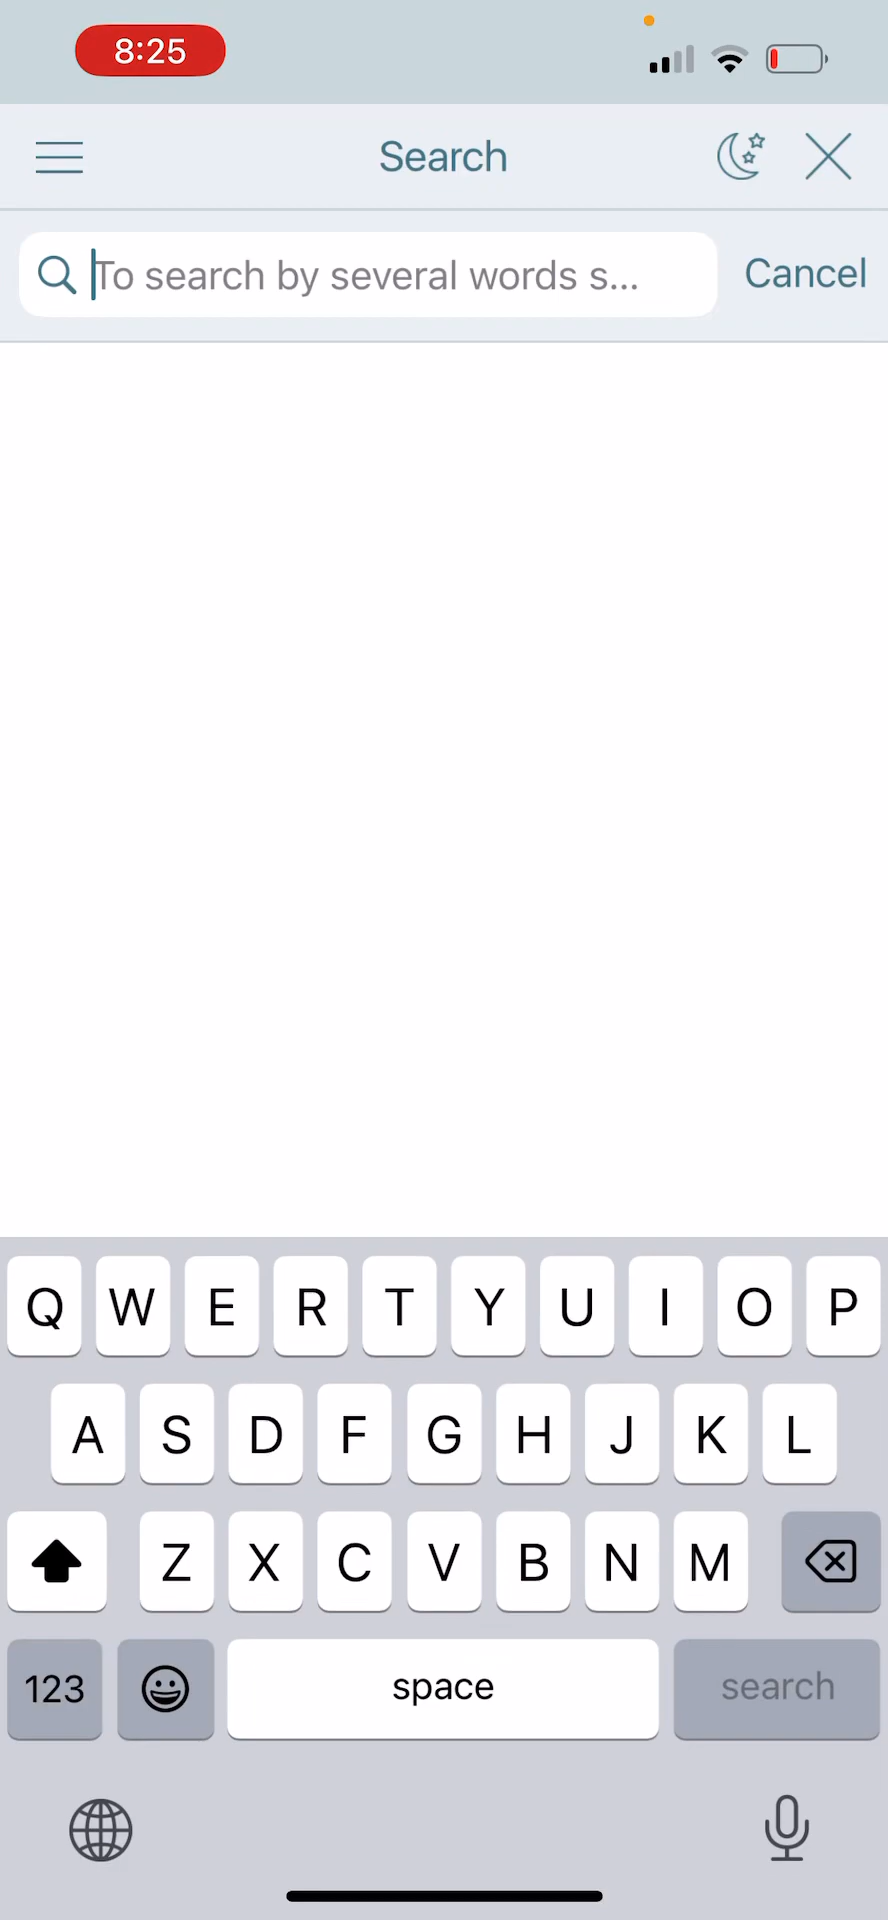 8:25
Search
To search by several words s...
Cancel
Q W E R T Y U I O P
A S D F G H J K L
Z X C V B N M
123 space search